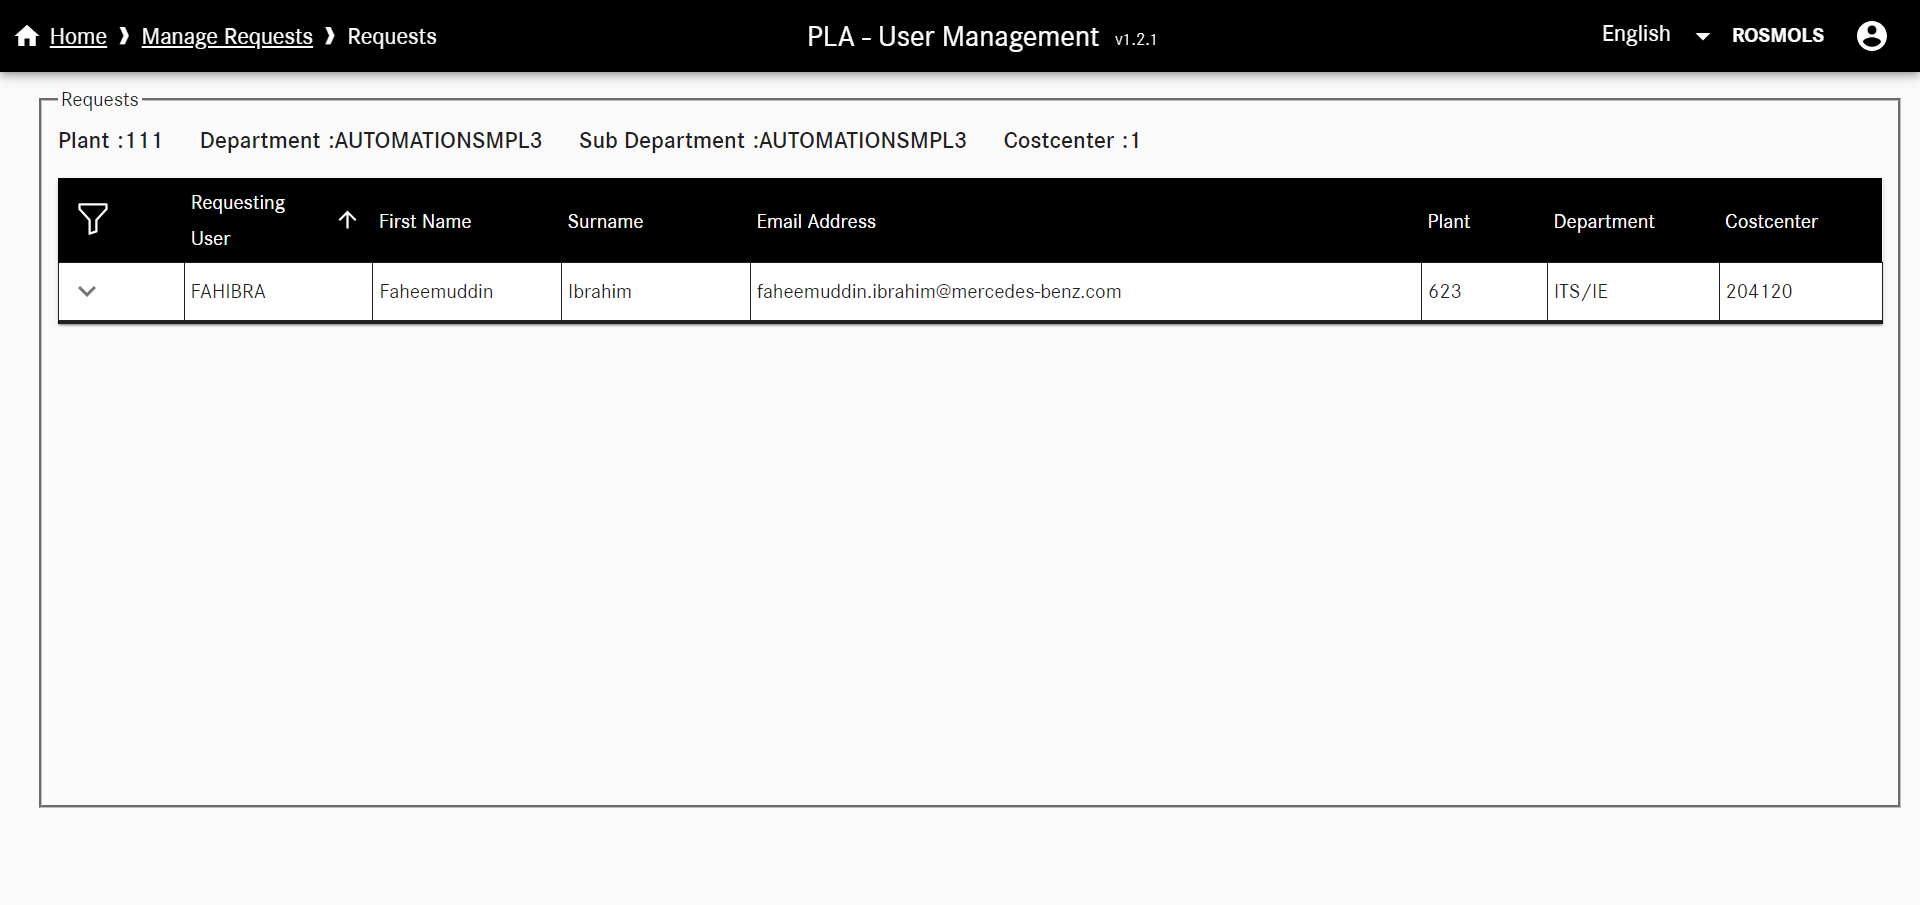 Home ❱ Manage Requests ❱ Requests
PLA - User Management v1.2.1
English
ROSMOLS
Requests
Plant :111 Department :AUTOMATIONSMPL3 Sub Department :AUTOMATIONSMPL3 Costcenter :1
Requesting
User
First Name
Surname
Email Address
Plant
Department
Costcenter
FAHIBRA Faheemuddin Ibrahim faheemuddin.ibrahim@mercedes-benz.com 623 ITS/IE 204120